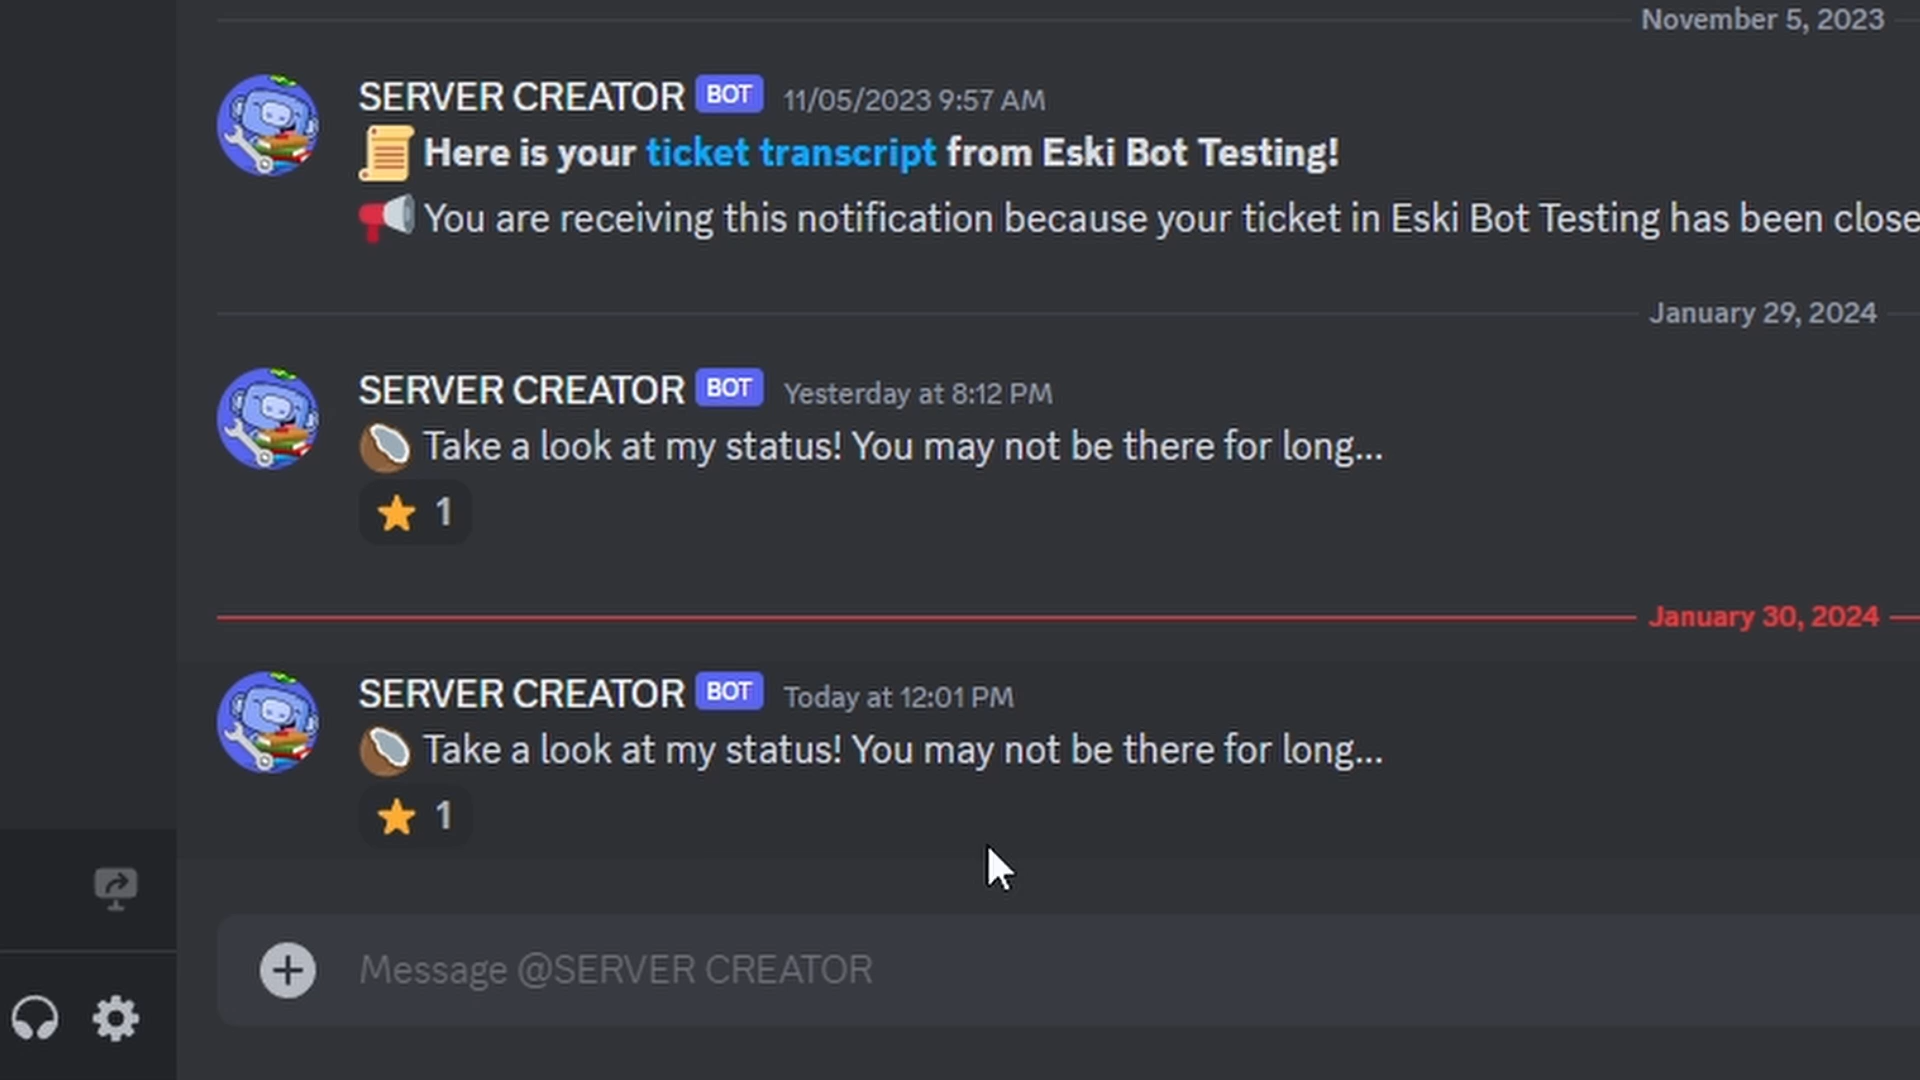 November 5, 2023
SERVER CREATOR BOT 11/05/2023 9:57 AM
Here is your ticket transcript from Eski Bot Testing!
You are receiving this notification because your ticket in Eski Bot Testing has been close
January 29, 2024
SERVER CREATOR BOT Yesterday at 8:12 PM
Take a look at my status! You may not be there for long...
1
January 30, 2024
SERVER CREATOR BOT Today at 12:01 PM
Take a look at my status! You may not be there for long...
1
Message @SERVER CREATOR